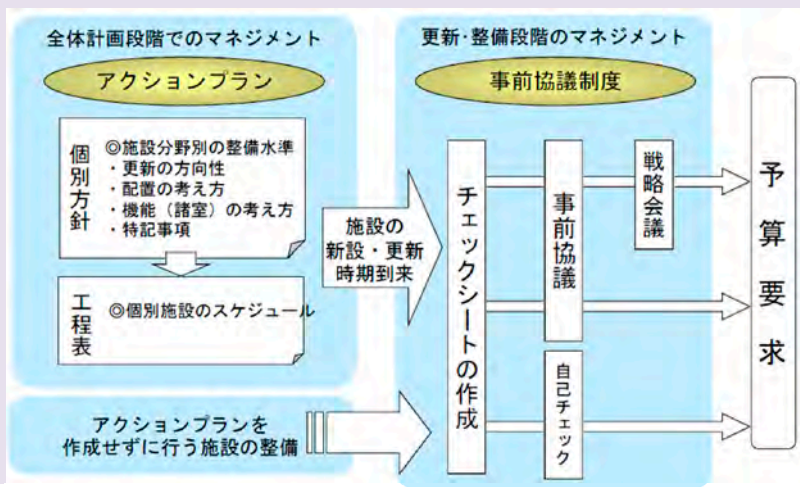 全体計画段階でのマネジメント
アクションプラン
個別方針
◎施設分野別の整備水準
・更新の方向性
・配置の考え方
・機能（諸室）の考え方
・特記事項
工程表
◎個別施設のスケジュール
アクションプランを
作成せずに行う施設の整備
施設の
新設・更新
時期到来
更新・整備段階のマネジメント
事前協議制度
チェックシートの作成
事前協議
戦略会議
自己チェック
予算要求